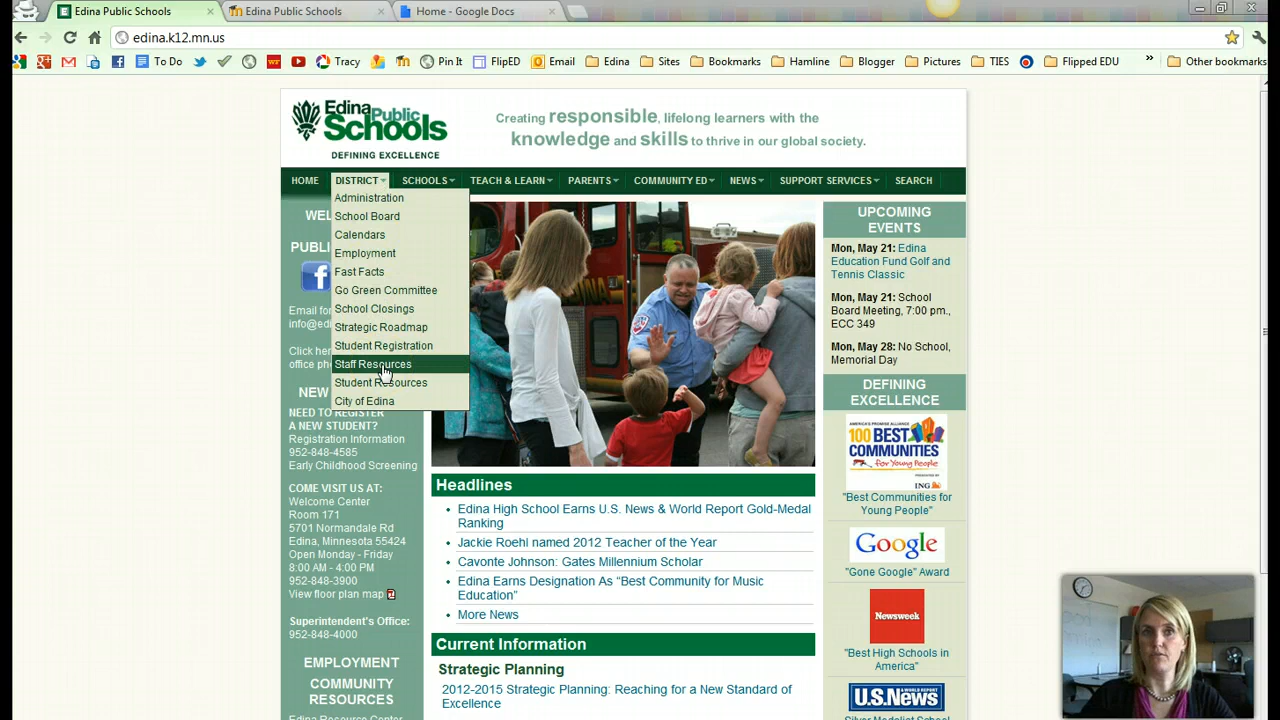 Edina Public Schools
Edina Public Schools
Home - Google Docs
edina.k12.mn.us
To Do
Tracy
Pin It
FlipED
Email
Edina
Sites
Bookmarks
Hamline
Blogger
Pictures
TIES
Flipped EDU
»
Other bookmarks
Edina Public Schools
DEFINING EXCELLENCE
Creating responsible, lifelong learners with the
knowledge and skills to thrive in our global society.
HOME
DISTRICT
SCHOOLS
TEACH & LEARN
PARENTS
COMMUNITY ED
NEWS
SUPPORT SERVICES
SEARCH
Administration
School Board
Calendars
Employment
Fast Facts
Go Green Committee
School Closings
Strategic Roadmap
Student Registration
Staff Resources
Student Resources
City of Edina
WEL
PUBLI
Email for
info@edi
Click her
office ph
NEW
NEED TO REGISTER
A NEW STUDENT?
Registration Information
952-848-4585
Early Childhood Screening
COME VISIT US AT:
Welcome Center
Room 171
5701 Normandale Rd
Edina, Minnesota 55424
Open Monday - Friday
8:00 AM - 4:00 PM
952-848-3900
View floor plan map
Superintendent's Office:
952-848-4000
EMPLOYMENT
COMMUNITY
RESOURCES
Edina Resource Center
Headlines
Edina High School Earns U.S. News & World Report Gold-Medal
Ranking
Jackie Roehl named 2012 Teacher of the Year
Cavonte Johnson: Gates Millennium Scholar
Edina Earns Designation As “Best Community for Music
Education”
More News
Current Information
Strategic Planning
2012-2015 Strategic Planning: Reaching for a New Standard of
Excellence
UPCOMING
EVENTS
Mon, May 21: Edina
Education Fund Golf and
Tennis Classic
Mon, May 21: School
Board Meeting, 7:00 pm.,
ECC 349
Mon, May 28: No School,
Memorial Day
DEFINING
EXCELLENCE
AMERICA'S PROMISE ALLIANCE
100 BEST
COMMUNITIES
for Young People
ING
"Best Communities for
Young People"
Google
"Gone Google" Award
Newsweek
"Best High Schools in
America"
U.S.News
& WORLD REPORT
Silver Medalist School